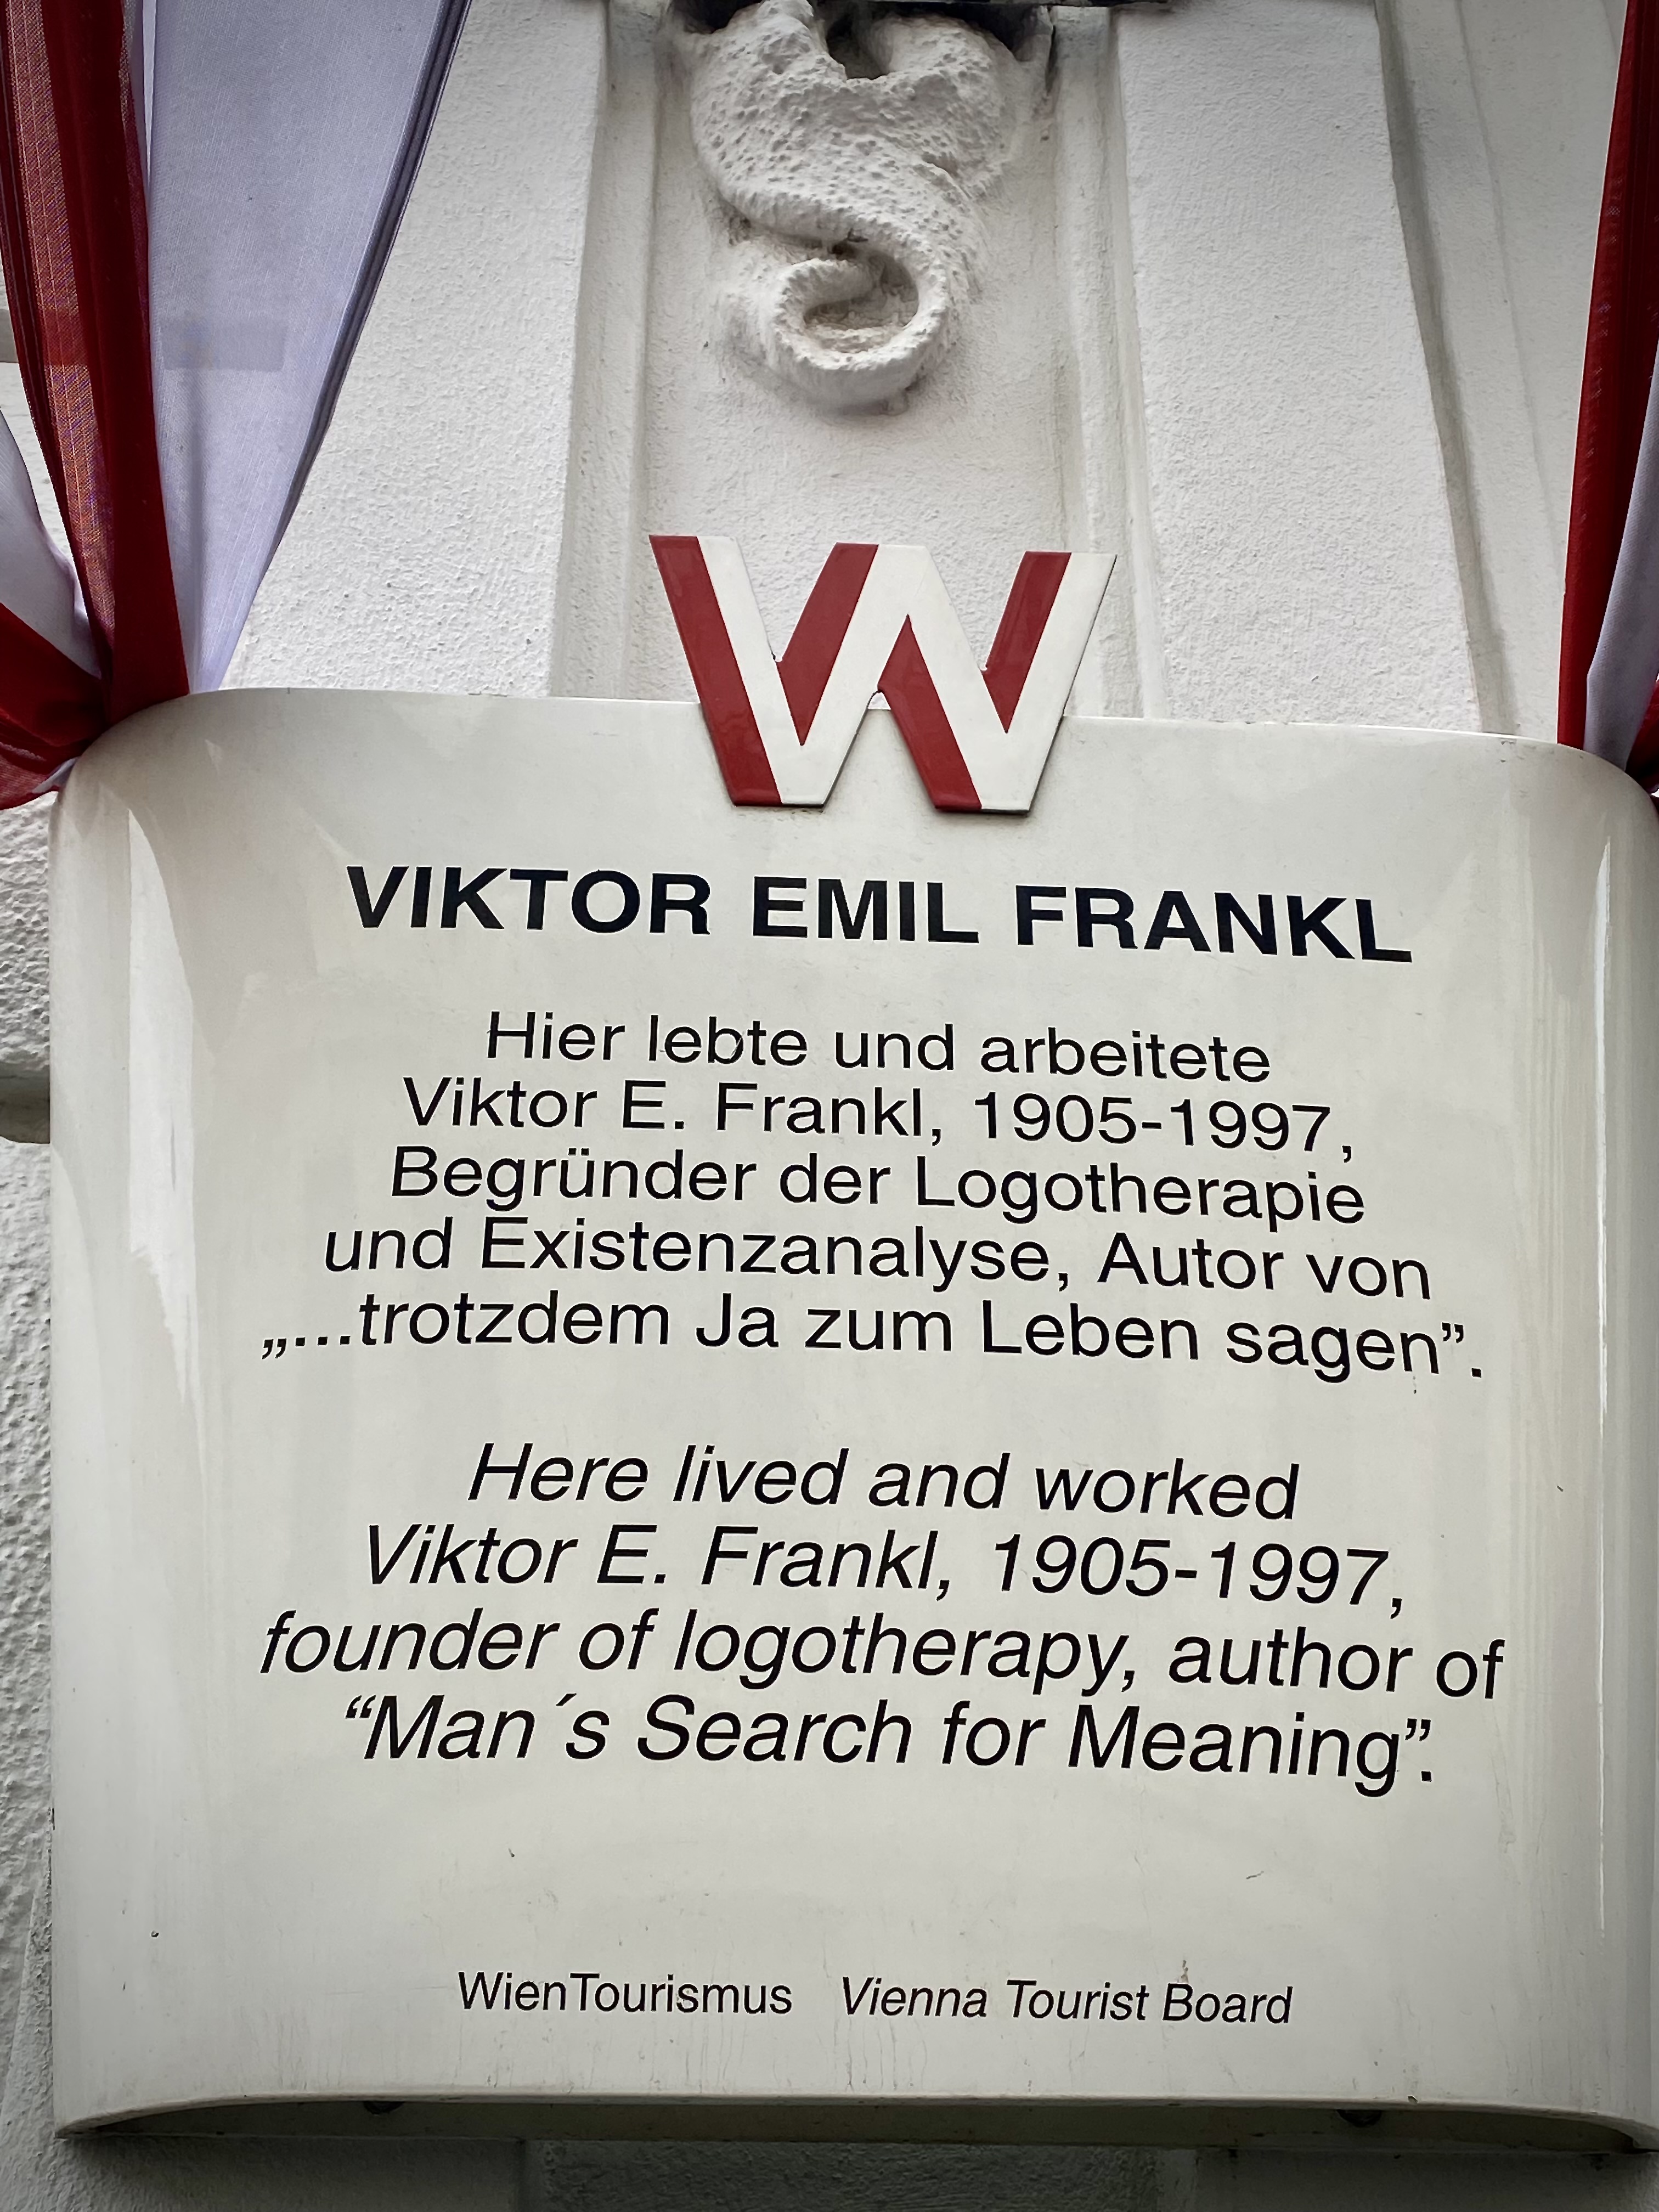 W
VIKTOR EMIL FRANKL
Hier lebte und arbeitete
Viktor E. Frankl, 1905-1997,
Begründer der Logotherapie
und Existenzanalyse, Autor von
„...trotzdem Ja zum Leben sagen”.
Here lived and worked
Viktor E. Frankl, 1905-1997,
founder of logotherapy, author of
“Man´s Search for Meaning”.
WienTourismus Vienna Tourist Board